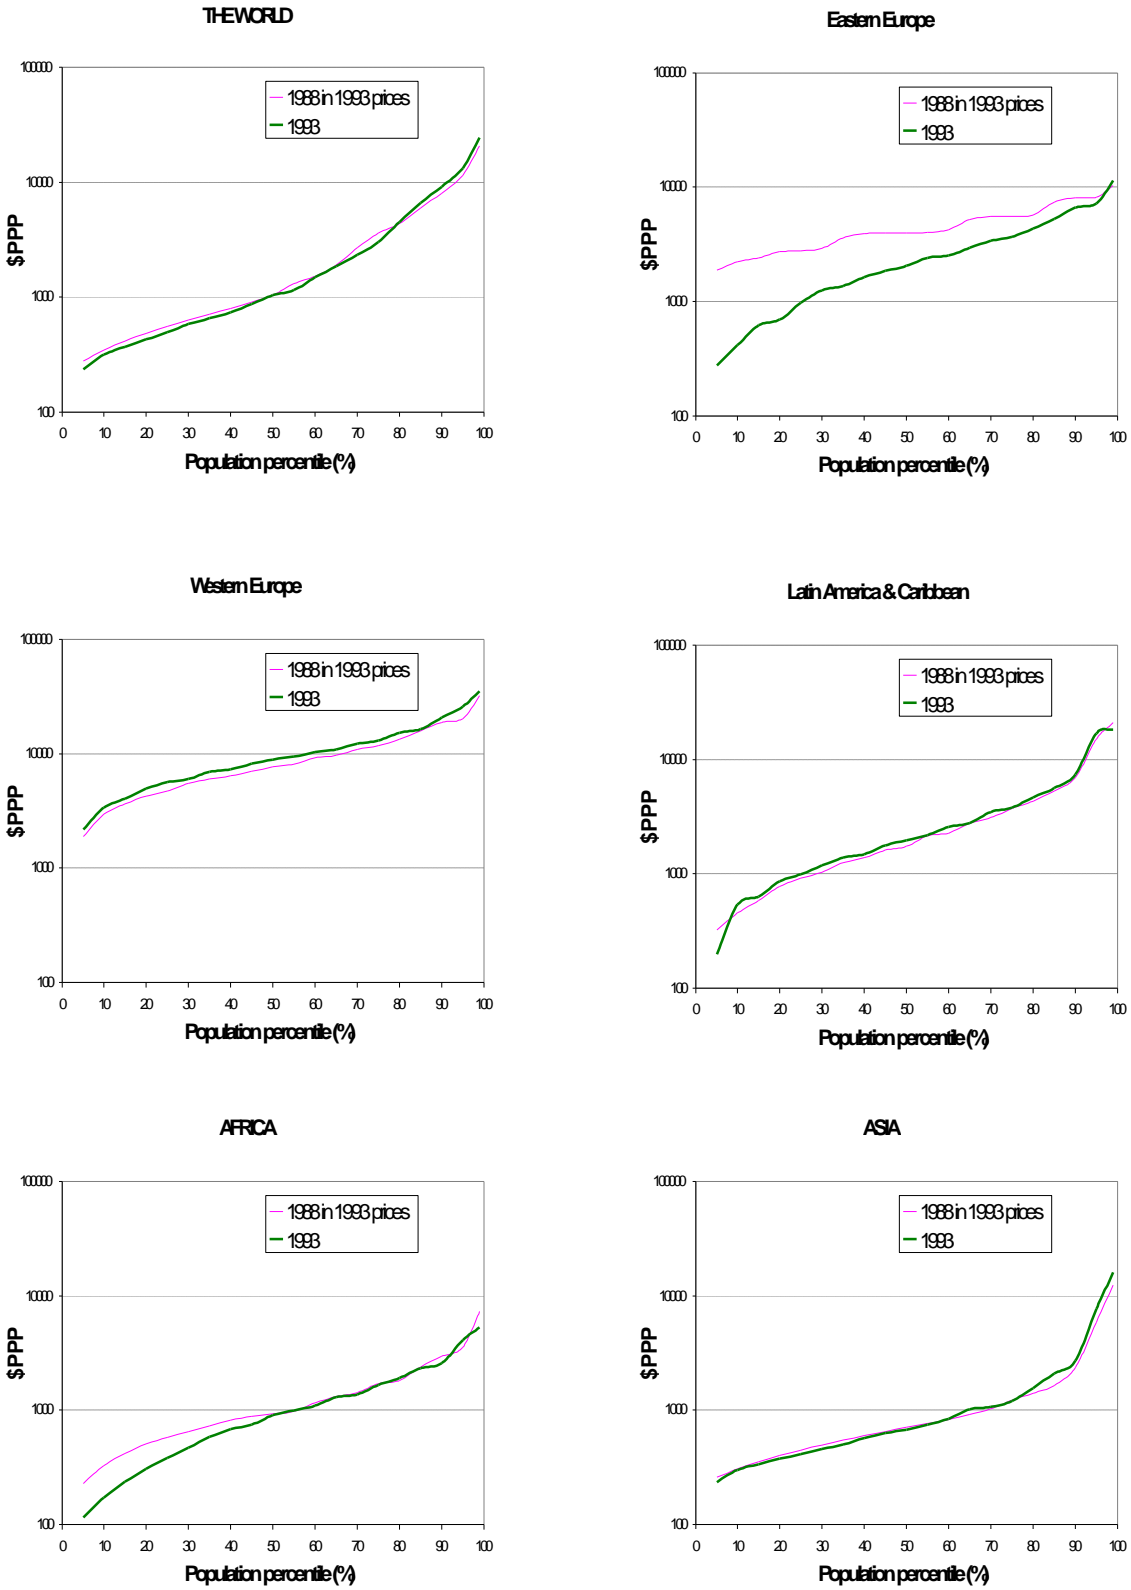 THE WORLD
100000
10000
1000
100
$PPP
1988 in 1993 prices
1993
0 10 20 30 40 50 60 70 80 90 100
Population percentile (%)
Eastern Europe
100000
10000
1000
100
$PPP
1988 in 1993 prices
1993
0 10 20 30 40 50 60 70 80 90 100
Population percentile (%)
Western Europe
100000
10000
1000
100
$PPP
1988 in 1993 prices
1993
0 10 20 30 40 50 60 70 80 90 100
Population percentile (%)
Latin America & Caribbean
100000
10000
1000
100
$PPP
1988 in 1993 prices
1993
0 10 20 30 40 50 60 70 80 90 100
Population percentile (%)
AFRICA
100000
10000
1000
100
$PPP
1988 in 1993 prices
1993
0 10 20 30 40 50 60 70 80 90 100
Population percentile (%)
ASIA
100000
10000
1000
100
$PPP
1988 in 1993 prices
1993
0 10 20 30 40 50 60 70 80 90 100
Population percentile (%)